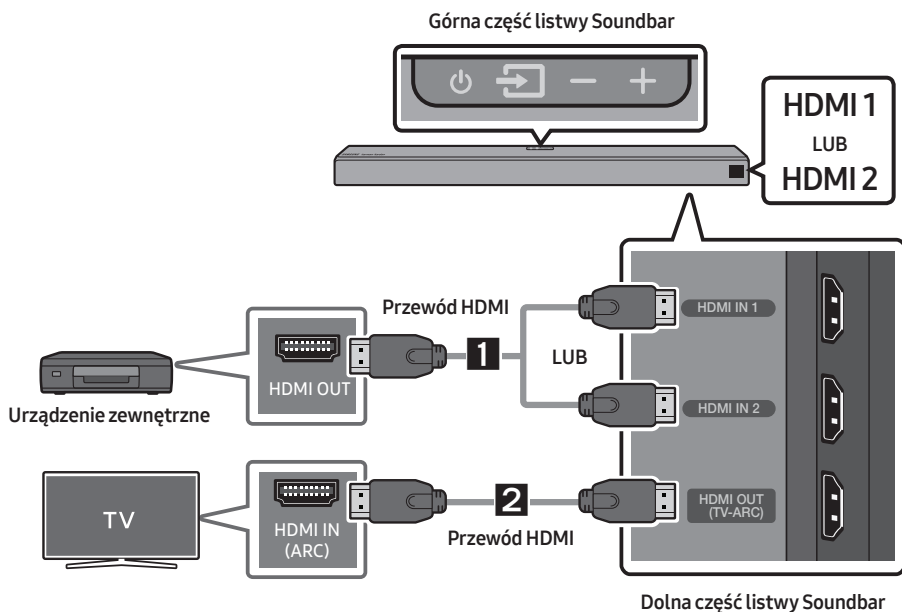 Górna część listwy Soundbar
HDMI 1
LUB
HDMI 2
Przewód HDMI
HDMI IN 1
1
LUB
HDMI OUT
HDMI IN 2
Urządzenie zewnętrzne
TV
HDMI IN
(ARC)
2
HDMI OUT
(TV-ARC)
Przewód HDMI
Dolna część listwy Soundbar